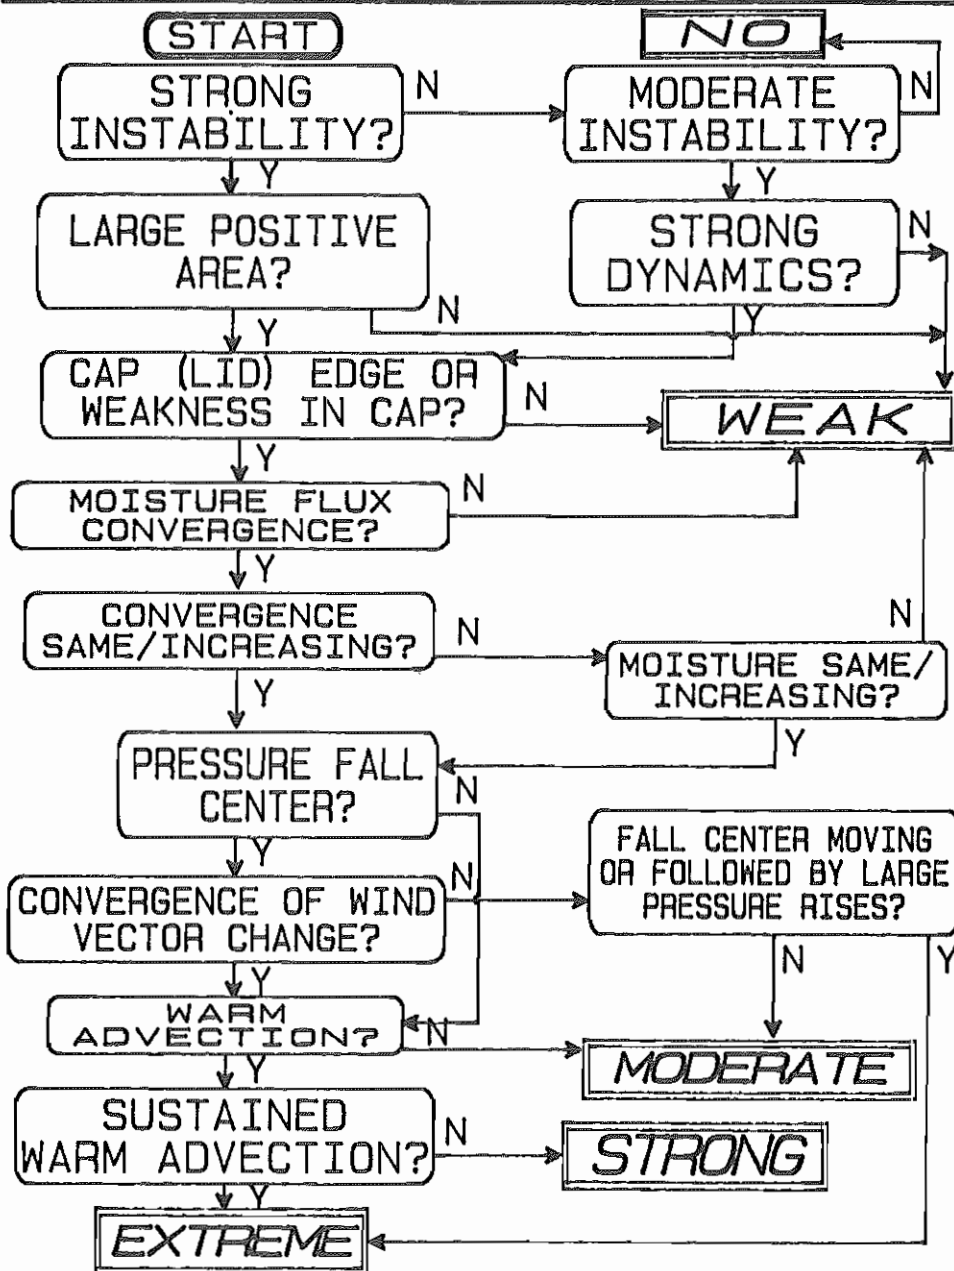 START
NO
STRONG
INSTABILITY?
N
MODERATE
INSTABILITY?
N
Y
Y
LARGE POSITIVE
AREA?
STRONG
DYNAMICS?
N
Y
N
Y
CAP (LID) EDGE OR
WEAKNESS IN CAP?
N
WEAK
Y
MOISTURE FLUX
CONVERGENCE?
N
Y
CONVERGENCE
SAME/INCREASING?
N
N
MOISTURE SAME/
INCREASING?
Y
Y
PRESSURE FALL
CENTER?
N
Y
FALL CENTER MOVING
OR FOLLOWED BY LARGE
PRESSURE RISES?
CONVERGENCE OF WIND
VECTOR CHANGE?
N
N
Y
Y
WARM
ADVECTION?
N
MODERATE
Y
SUSTAINED
WARM ADVECTION?
N
STRONG
Y
EXTREME